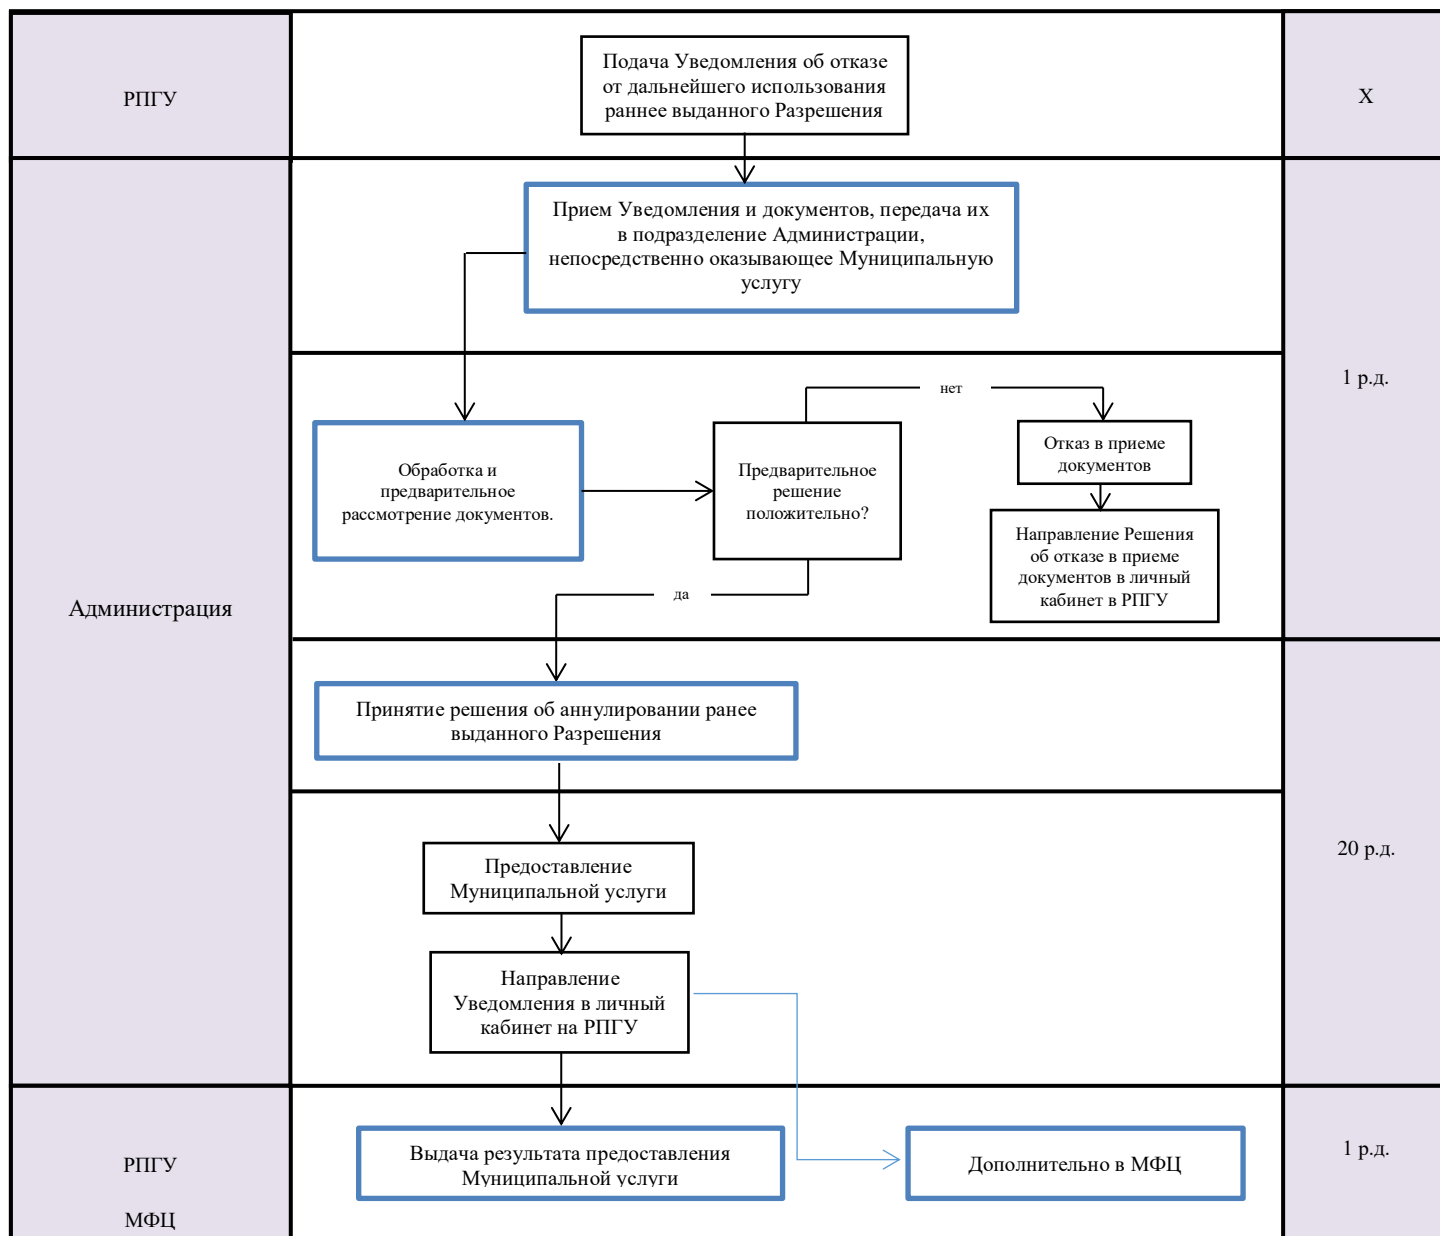 РПГУ
Подача Уведомления об отказе
от дальнейшего использования
раннее выданного Разрешения
Х
Прием Уведомления и документов, передача их
в подразделение Администрации,
непосредственно оказывающее Муниципальную
услугу
1 р.д.
нет
Обработка и
предварительное
рассмотрение документов.
Предварительное
решение
положительно?
Отказ в приеме
документов
Направление Решения
об отказе в приеме
документов в личный
кабинет в РПГУ
да
Администрация
Принятие решения об аннулировании ранее
выданного Разрешения
20 р.д.
Предоставление
Муниципальной услуги
Направление
Уведомления в личный
кабинет на РПГУ
РПГУ
МФЦ
Выдача результата предоставления
Муниципальной услуги
Дополнительно в МФЦ
1 р.д.